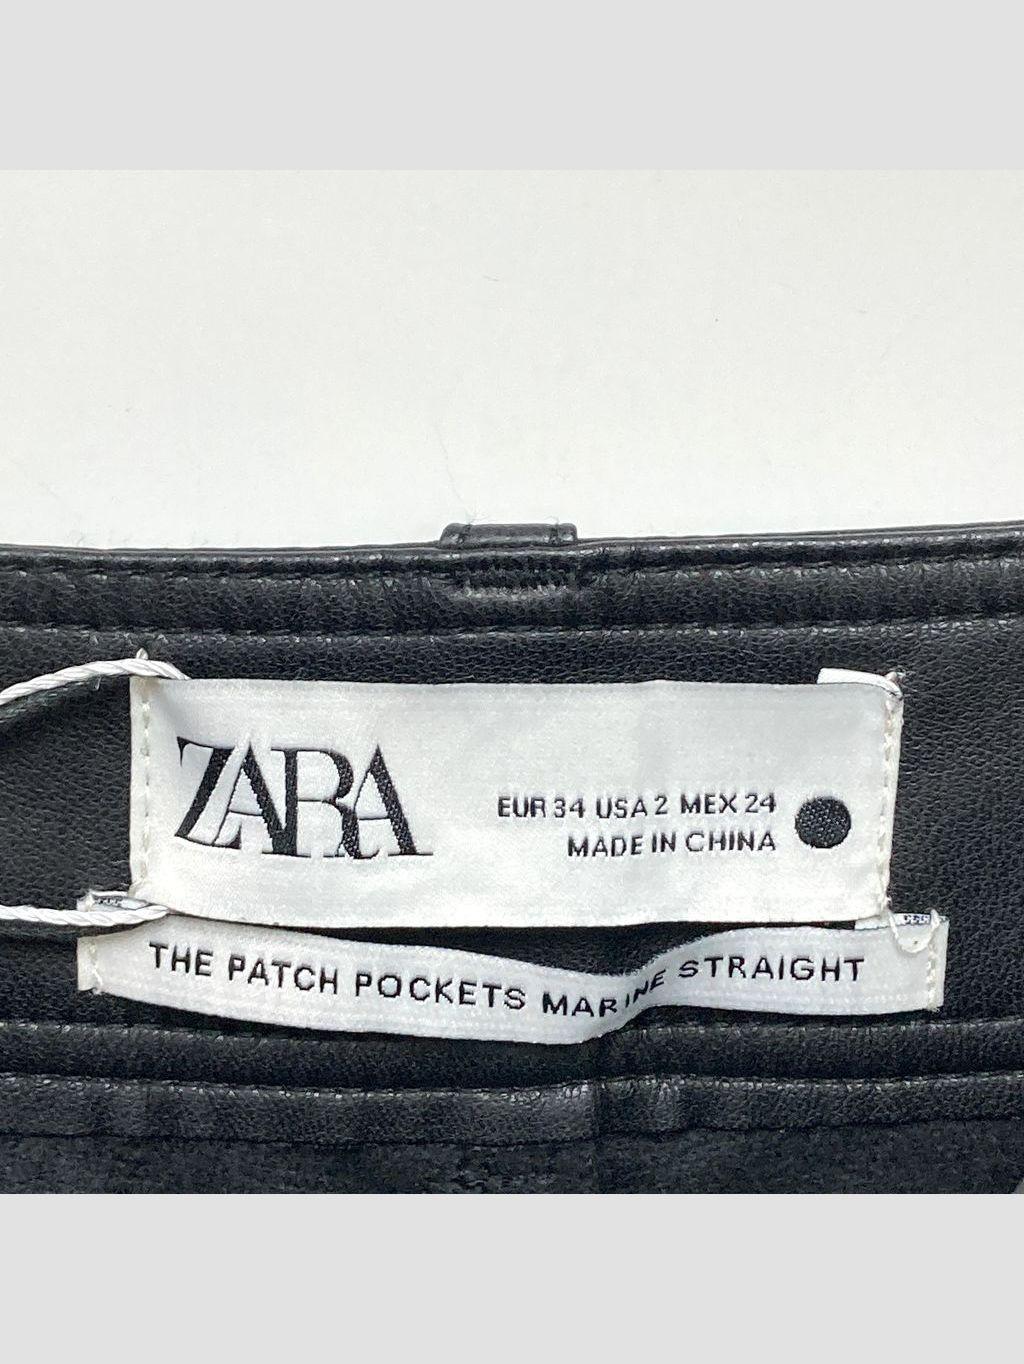 ZARA
EUR 34 USA 2 MEX 24
MADE IN CHINA
THE PATCH POCKETS MARINE STRAIGHT